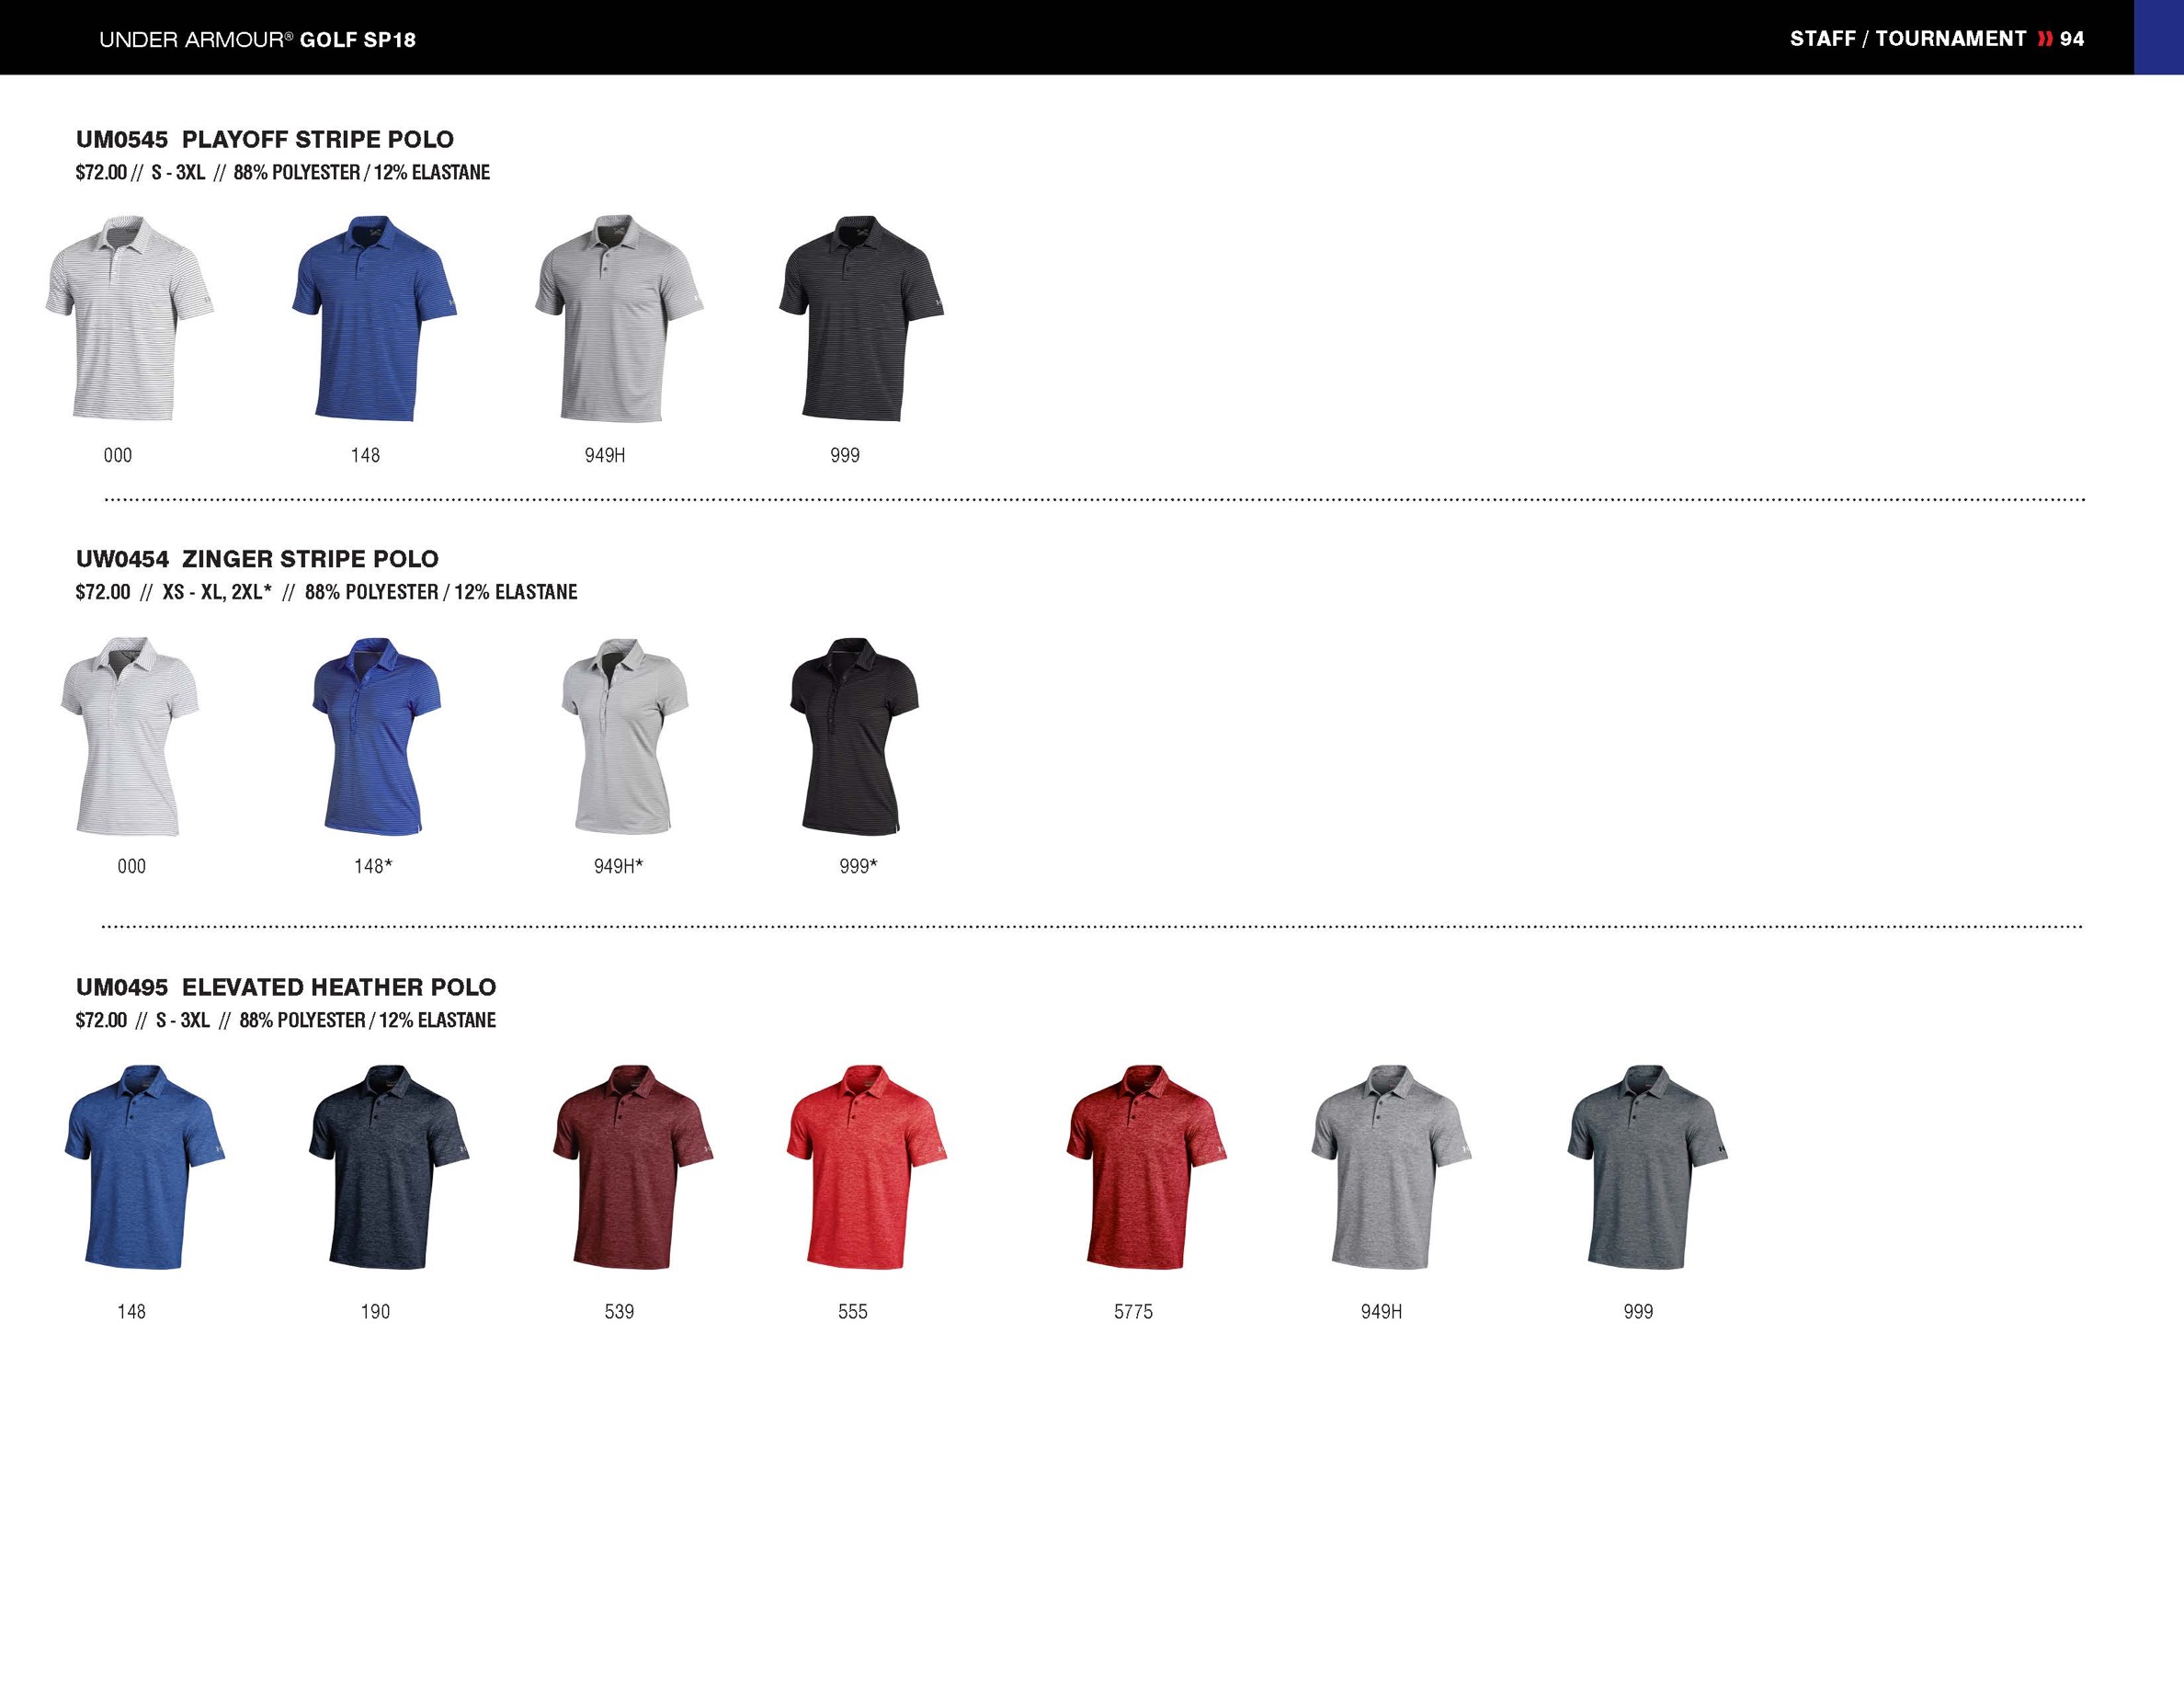 UNDER ARMOUR® GOLF SP18
STAFF / TOURNAMENT » 94
UM0545 PLAYOFF STRIPE POLO
$72.00 // S - 3XL // 88% POLYESTER / 12% ELASTANE
000 148 949H 999
UW0454 ZINGER STRIPE POLO
$72.00 // XS - XL, 2XL* // 88% POLYESTER / 12% ELASTANE
000 148* 949H* 999*
UM0495 ELEVATED HEATHER POLO
$72.00 // S - 3XL // 88% POLYESTER / 12% ELASTANE
148 190 539 555 5775 949H 999